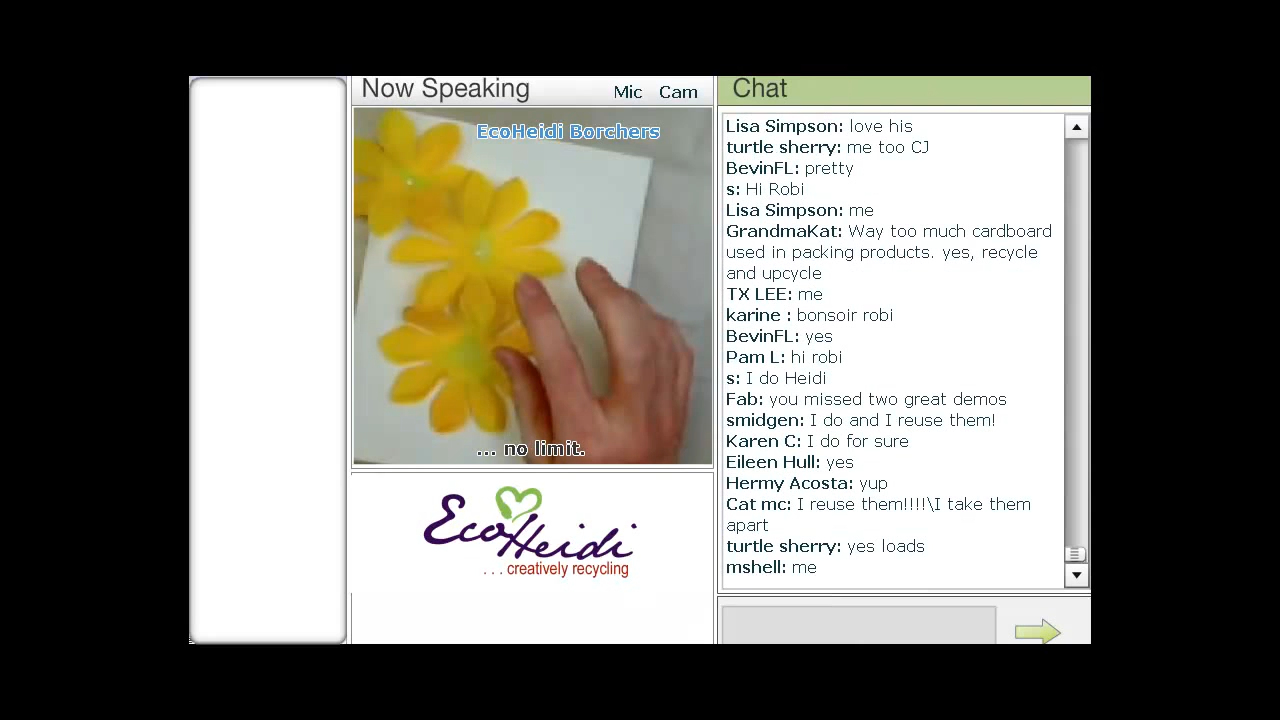 Now Speaking
Mic Cam
EcoHeidi Borchers
... no limit.
EcoHeidi
. . . creatively recycling
Chat
Lisa Simpson: love his
turtle sherry: me too CJ
BevinFL: pretty
s: Hi Robi
Lisa Simpson: me
GrandmaKat: Way too much cardboard
used in packing products. yes, recycle
and upcycle
TX LEE: me
karine : bonsoir robi
BevinFL: yes
Pam L: hi robi
s: I do Heidi
Fab: you missed two great demos
smidgen: I do and I reuse them!
Karen C: I do for sure
Eileen Hull: yes
Hermy Acosta: yup
Cat mc: I reuse them!!!!\I take them
apart
turtle sherry: yes loads
mshell: me